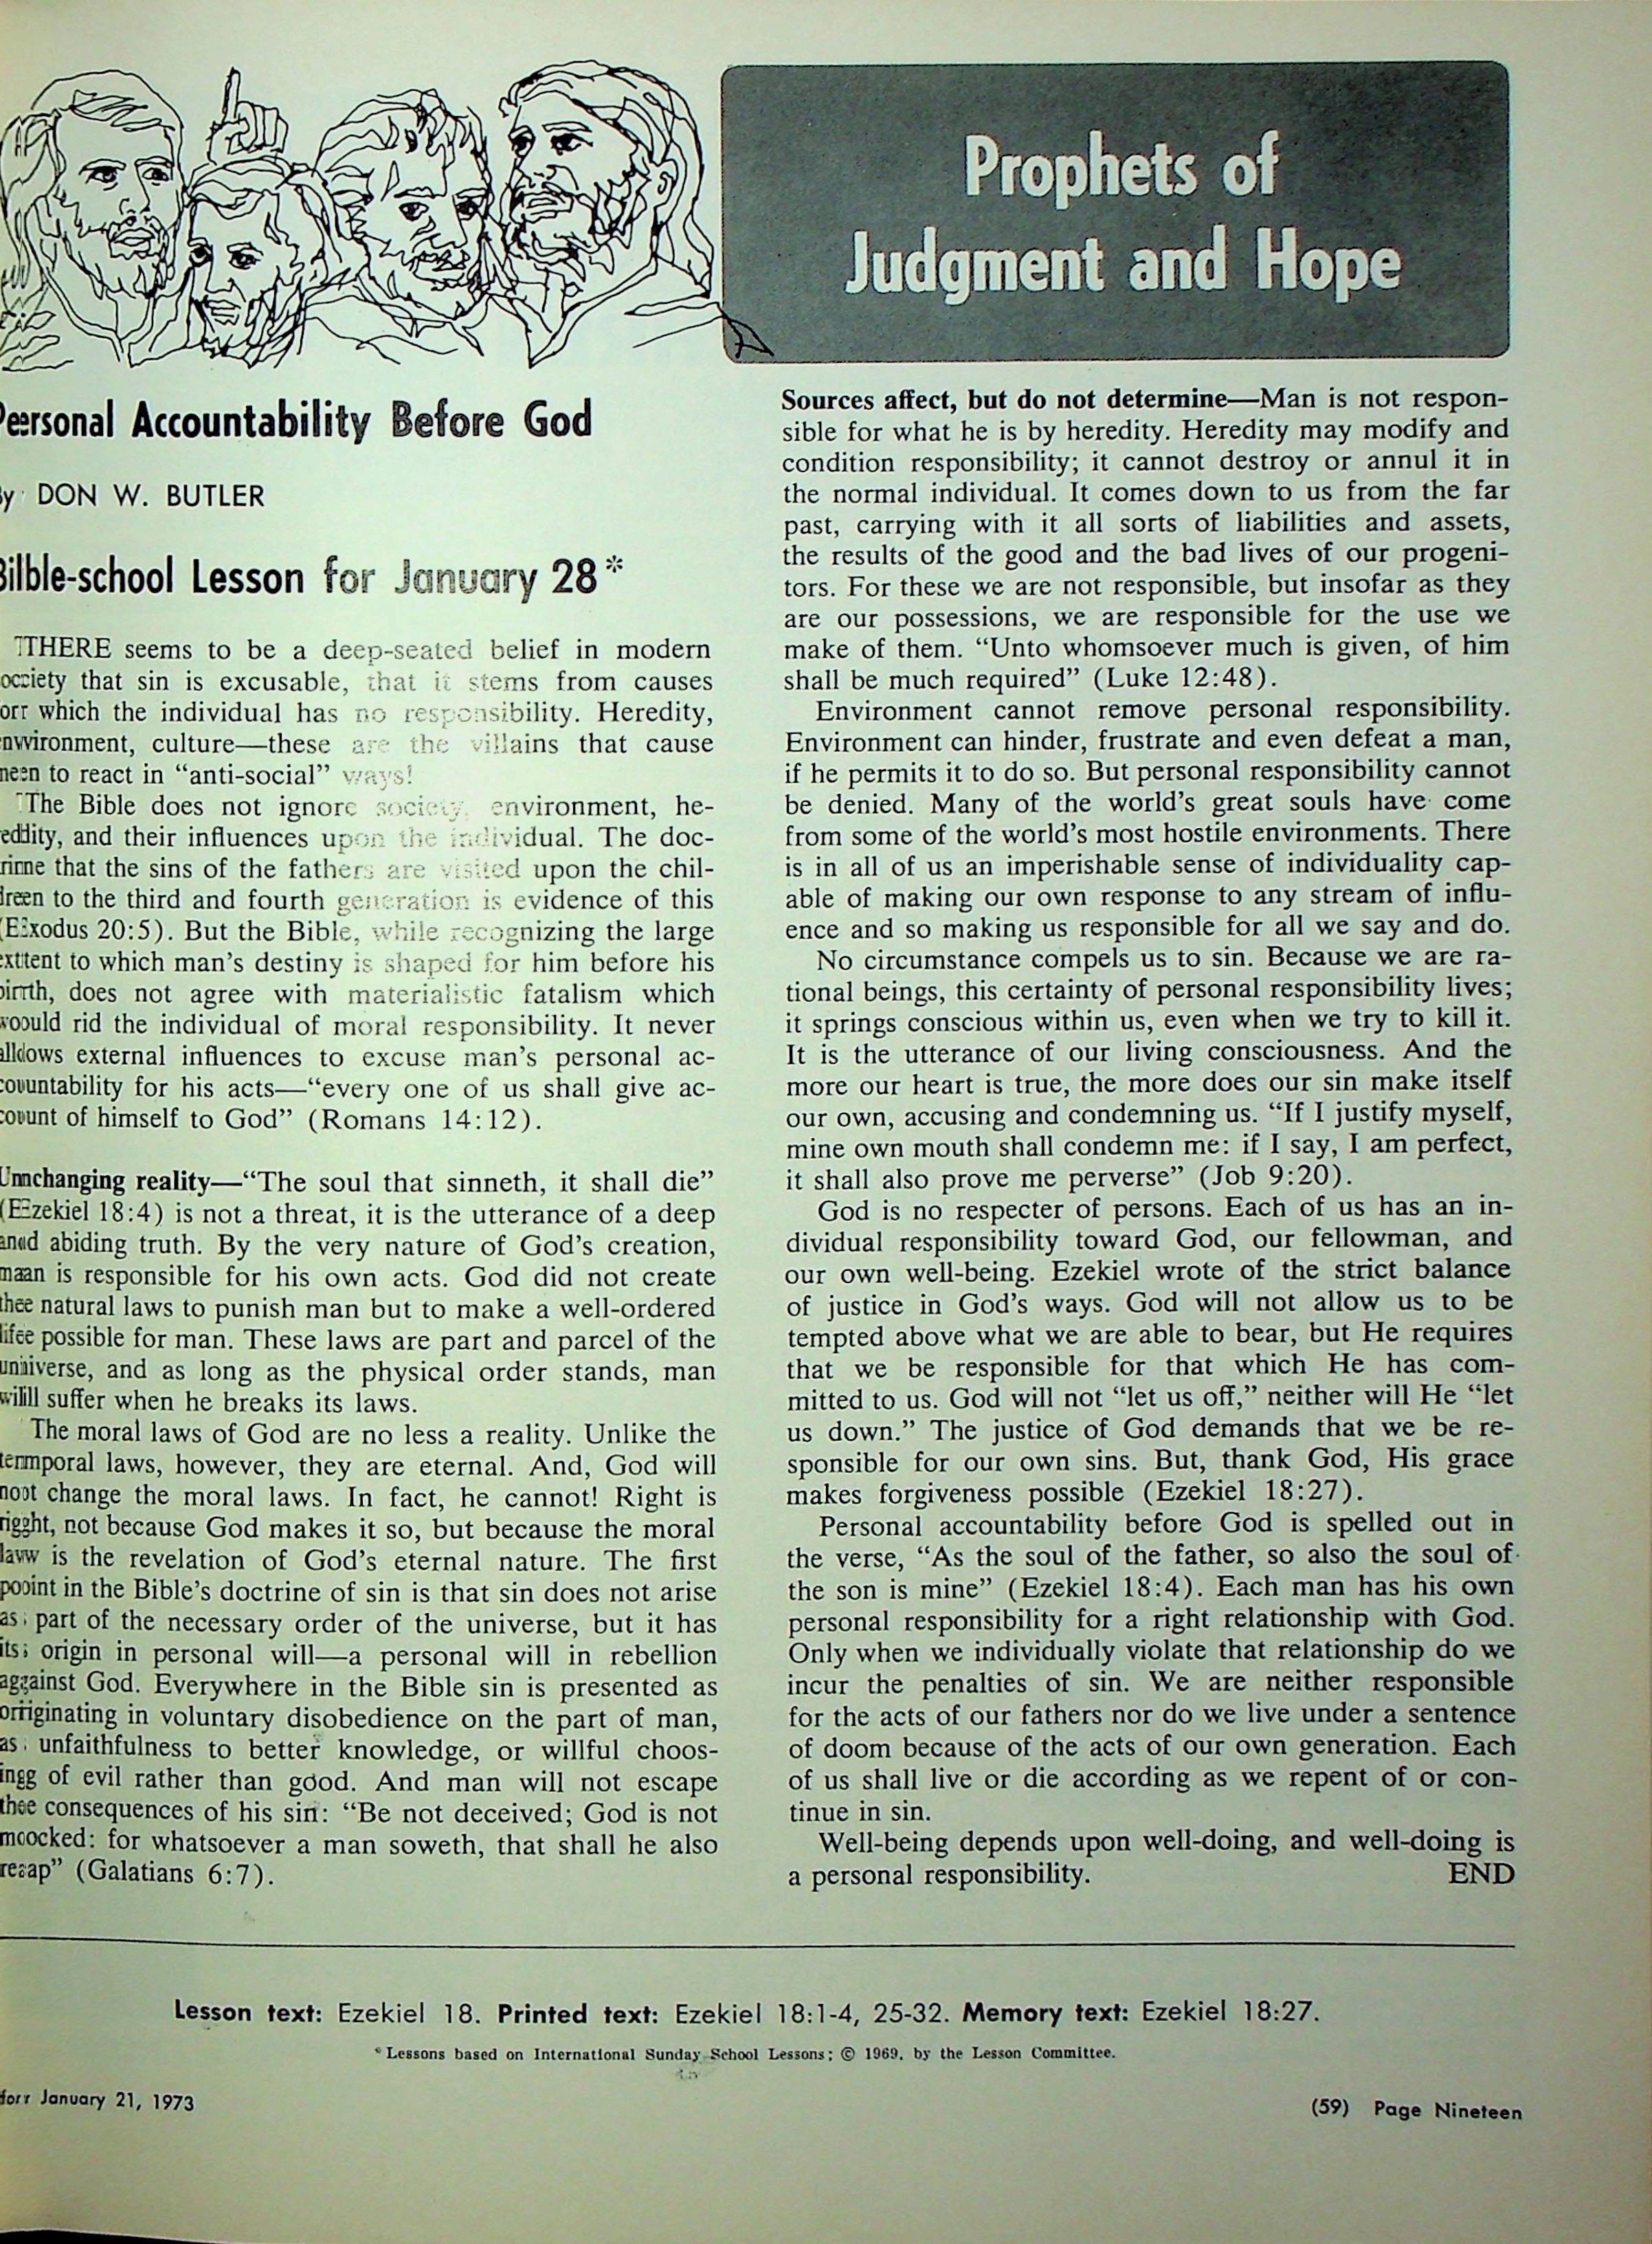 Prophets of
Judgment and Hope
Personal Accountability Before God
By DON W. BUTLER
Bible-school Lesson for January 28*
THERE seems to be a deep-seated belief in modern
society that sin is excusable, that it stems from causes
for which the individual has no responsibility. Heredity,
environment, culture—these are the villains that cause
men to react in “anti-social” ways!
The Bible does not ignore society, environment, he-
redity, and their influences upon the individual. The doc-
trine that the sins of the fathers are visited upon the chil-
dren to the third and fourth generation is evidence of this
(Exodus 20:5). But the Bible, while recognizing the large
extent to which man’s destiny is shaped for him before his
birth, does not agree with materialistic fatalism which
would rid the individual of moral responsibility. It never
allows external influences to excuse man’s personal ac-
countability for his acts—“every one of us shall give ac-
count of himself to God” (Romans 14:12).
Unchanging reality—“The soul that sinneth, it shall die”
(Ezekiel 18:4) is not a threat, it is the utterance of a deep
and abiding truth. By the very nature of God’s creation,
man is responsible for his own acts. God did not create
the natural laws to punish man but to make a well-ordered
life possible for man. These laws are part and parcel of the
universe, and as long as the physical order stands, man
will suffer when he breaks its laws.
The moral laws of God are no less a reality. Unlike the
temporal laws, however, they are eternal. And, God will
not change the moral laws. In fact, he cannot! Right is
right, not because God makes it so, but because the moral
law is the revelation of God’s eternal nature. The first
point in the Bible’s doctrine of sin is that sin does not arise
as part of the necessary order of the universe, but it has
its origin in personal will—a personal will in rebellion
against God. Everywhere in the Bible sin is presented as
originating in voluntary disobedience on the part of man,
as unfaithfulness to better knowledge, or willful choos-
ing of evil rather than good. And man will not escape
the consequences of his sin: “Be not deceived; God is not
mocked: for whatsoever a man soweth, that shall he also
reap” (Galatians 6:7).
Sources affect, but do not determine—Man is not respon-
sible for what he is by heredity. Heredity may modify and
condition responsibility; it cannot destroy or annul it in
the normal individual. It comes down to us from the far
past, carrying with it all sorts of liabilities and assets,
the results of the good and the bad lives of our progeni-
tors. For these we are not responsible, but insofar as they
are our possessions, we are responsible for the use we
make of them. “Unto whomsoever much is given, of him
shall be much required” (Luke 12:48).
Environment cannot remove personal responsibility.
Environment can hinder, frustrate and even defeat a man,
if he permits it to do so. But personal responsibility cannot
be denied. Many of the world’s great souls have come
from some of the world’s most hostile environments. There
is in all of us an imperishable sense of individuality cap-
able of making our own response to any stream of influ-
ence and so making us responsible for all we say and do.
No circumstance compels us to sin. Because we are ra-
tional beings, this certainty of personal responsibility lives;
it springs conscious within us, even when we try to kill it.
It is the utterance of our living consciousness. And the
more our heart is true, the more does our sin make itself
our own, accusing and condemning us. “If I justify myself,
mine own mouth shall condemn me: if I say, I am perfect,
it shall also prove me perverse” (Job 9:20).
God is no respecter of persons. Each of us has an in-
dividual responsibility toward God, our fellowman, and
our own well-being. Ezekiel wrote of the strict balance
of justice in God’s ways. God will not allow us to be
tempted above what we are able to bear, but He requires
that we be responsible for that which He has com-
mitted to us. God will not “let us off,” neither will He “let
us down.” The justice of God demands that we be re-
sponsible for our own sins. But, thank God, His grace
makes forgiveness possible (Ezekiel 18:27).
Personal accountability before God is spelled out in
the verse, “As the soul of the father, so also the soul of
the son is mine” (Ezekiel 18:4). Each man has his own
personal responsibility for a right relationship with God.
Only when we individually violate that relationship do we
incur the penalties of sin. We are neither responsible
for the acts of our fathers nor do we live under a sentence
of doom because of the acts of our own generation. Each
of us shall live or die according as we repent of or con-
tinue in sin.
Well-being depends upon well-doing, and well-doing is
a personal responsibility. END
Lesson text: Ezekiel 18. Printed text: Ezekiel 18:1-4, 25-32. Memory text: Ezekiel 18:27.
*Lessons based on International Sunday School Lessons; © 1969, by the Lesson Committee.
for January 21, 1973
(59) Page Nineteen